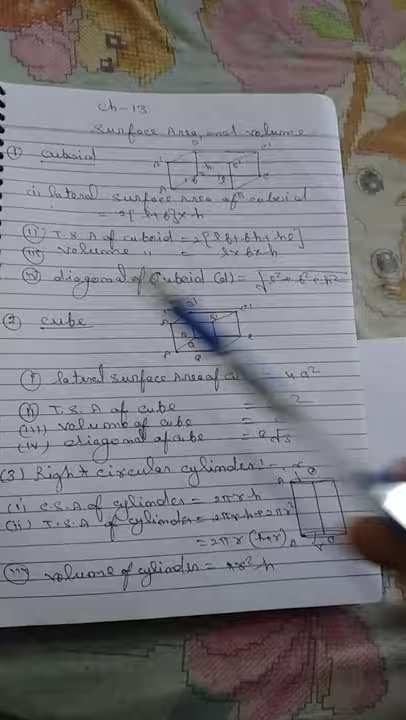 Ch-13
Surface Area, and volume
① cuboid
(i) lateral surface Area of cuboid
= 2[l+b]×h
(ii) T.S.A of cuboid = 2[lb+bh+hl]
(iii) volume " = l×b×h
(iv) diagonal of cuboid (d) = √l²+b²+h²
② cube
(i) lateral surface Area of = 4a²
(ii) T.S.A of cube =
(iii) volume of cube =
(iv) diagonal of cube = a√3
(3) Right circular cylinder:-
(i) C.S.A of cylinder = 2πr·h
(ii) T.S.A of cylinder = 2πr·h+2πr²
= 2πr(h+r)
(iii) volume of cylinder = πr²h